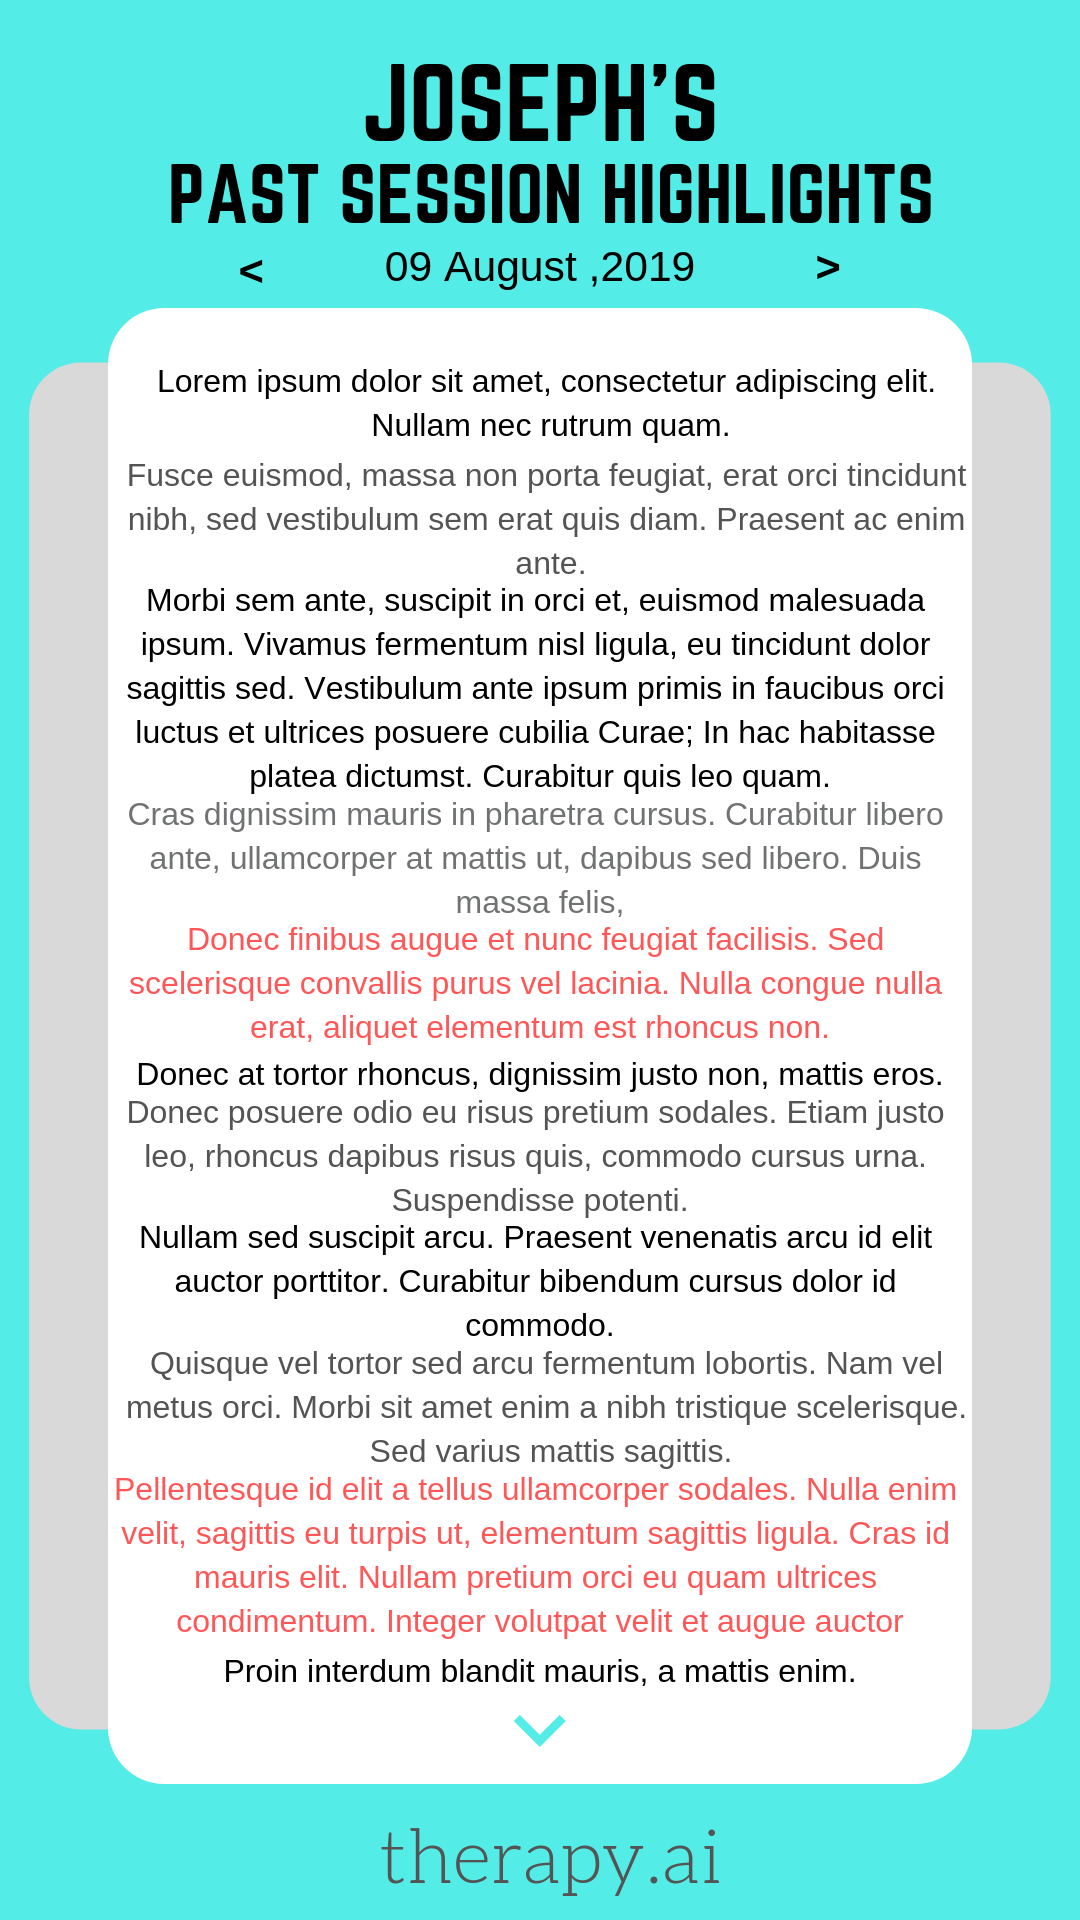 JOSEPH'S
PAST SESSION HIGHLIGHTS
< 09 August ,2019 >
Lorem ipsum dolor sit amet, consectetur adipiscing elit.
Nullam nec rutrum quam.
Fusce euismod, massa non porta feugiat, erat orci tincidunt
nibh, sed vestibulum sem erat quis diam. Praesent ac enim
ante.
Morbi sem ante, suscipit in orci et, euismod malesuada
ipsum. Vivamus fermentum nisl ligula, eu tincidunt dolor
sagittis sed. Vestibulum ante ipsum primis in faucibus orci
luctus et ultrices posuere cubilia Curae; In hac habitasse
platea dictumst. Curabitur quis leo quam.
Cras dignissim mauris in pharetra cursus. Curabitur libero
ante, ullamcorper at mattis ut, dapibus sed libero. Duis
massa felis,
Donec finibus augue et nunc feugiat facilisis. Sed
scelerisque convallis purus vel lacinia. Nulla congue nulla
erat, aliquet elementum est rhoncus non.
Donec at tortor rhoncus, dignissim justo non, mattis eros.
Donec posuere odio eu risus pretium sodales. Etiam justo
leo, rhoncus dapibus risus quis, commodo cursus urna.
Suspendisse potenti.
Nullam sed suscipit arcu. Praesent venenatis arcu id elit
auctor porttitor. Curabitur bibendum cursus dolor id
commodo.
Quisque vel tortor sed arcu fermentum lobortis. Nam vel
metus orci. Morbi sit amet enim a nibh tristique scelerisque.
Sed varius mattis sagittis.
Pellentesque id elit a tellus ullamcorper sodales. Nulla enim
velit, sagittis eu turpis ut, elementum sagittis ligula. Cras id
mauris elit. Nullam pretium orci eu quam ultrices
condimentum. Integer volutpat velit et augue auctor
Proin interdum blandit mauris, a mattis enim.
therapy.ai